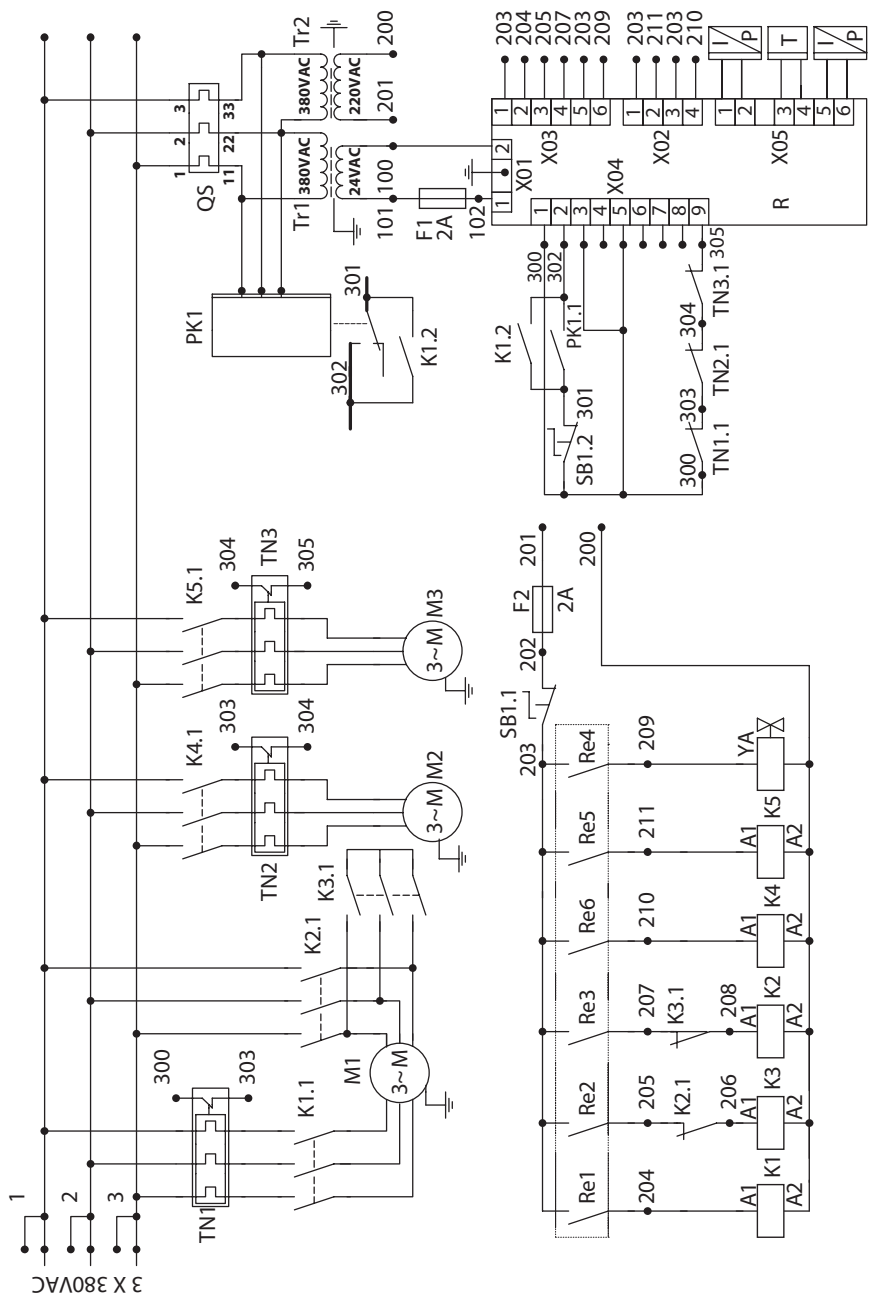 3 X 380VAC
1
2
3
TN1
300
303
K1.1
M1
3~ M
K2.1
K3.1
K4.1
303
304
TN2
3~ M
M2
K5.1
304
TN3
305
3~ M
M3
PK1
302
301
K1.2
QS
1
2
3
11
22
33
Tr1
380VAC
24VAC
Tr2
380VAC
220VAC
101
100
201
200
F1
2A
102
1
2
X01
X03
1
2
3
4
5
6
203
204
205
207
203
209
X02
1
2
3
4
203
211
203
210
X05
1
2
3
4
5
6
I
P
T
I
P
X04
1
2
3
4
5
6
7
8
9
R
300
302
305
K1.2
PK1.1
SB1.2
301
300
TN1.1
303
TN2.1
304
TN3.1
201
200
F2
2A
202
SB1.1
203
Re1
Re2
Re3
Re6
Re5
Re4
204
205
207
210
211
209
K2.1
206
K3.1
208
A1
A1
A1
A1
A1
YA
K1
K3
K2
K4
K5
A2
A2
A2
A2
A2